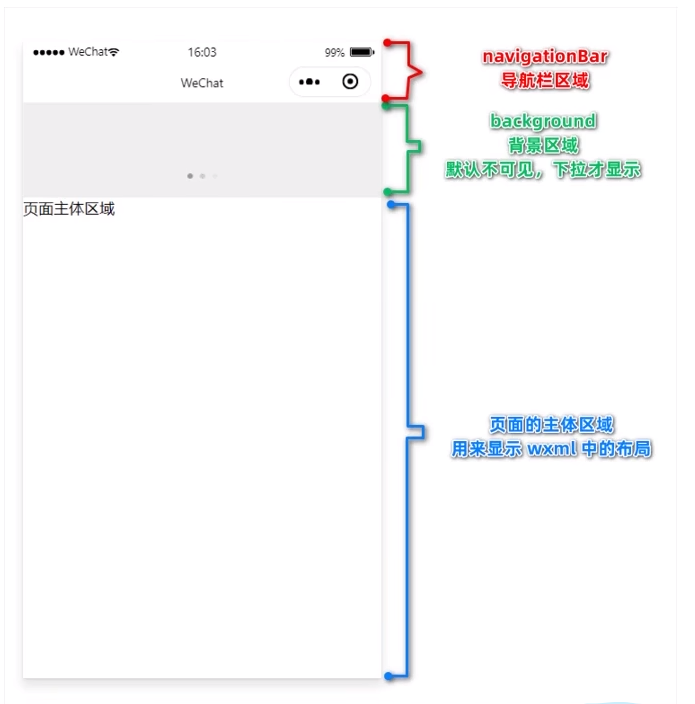 WeChat 16:03 99%
WeChat
页面主体区域
navigationBar
导航栏区域
background
背景区域
默认不可见，下拉才显示
页面的主体区域
用来显示 wxml 中的布局